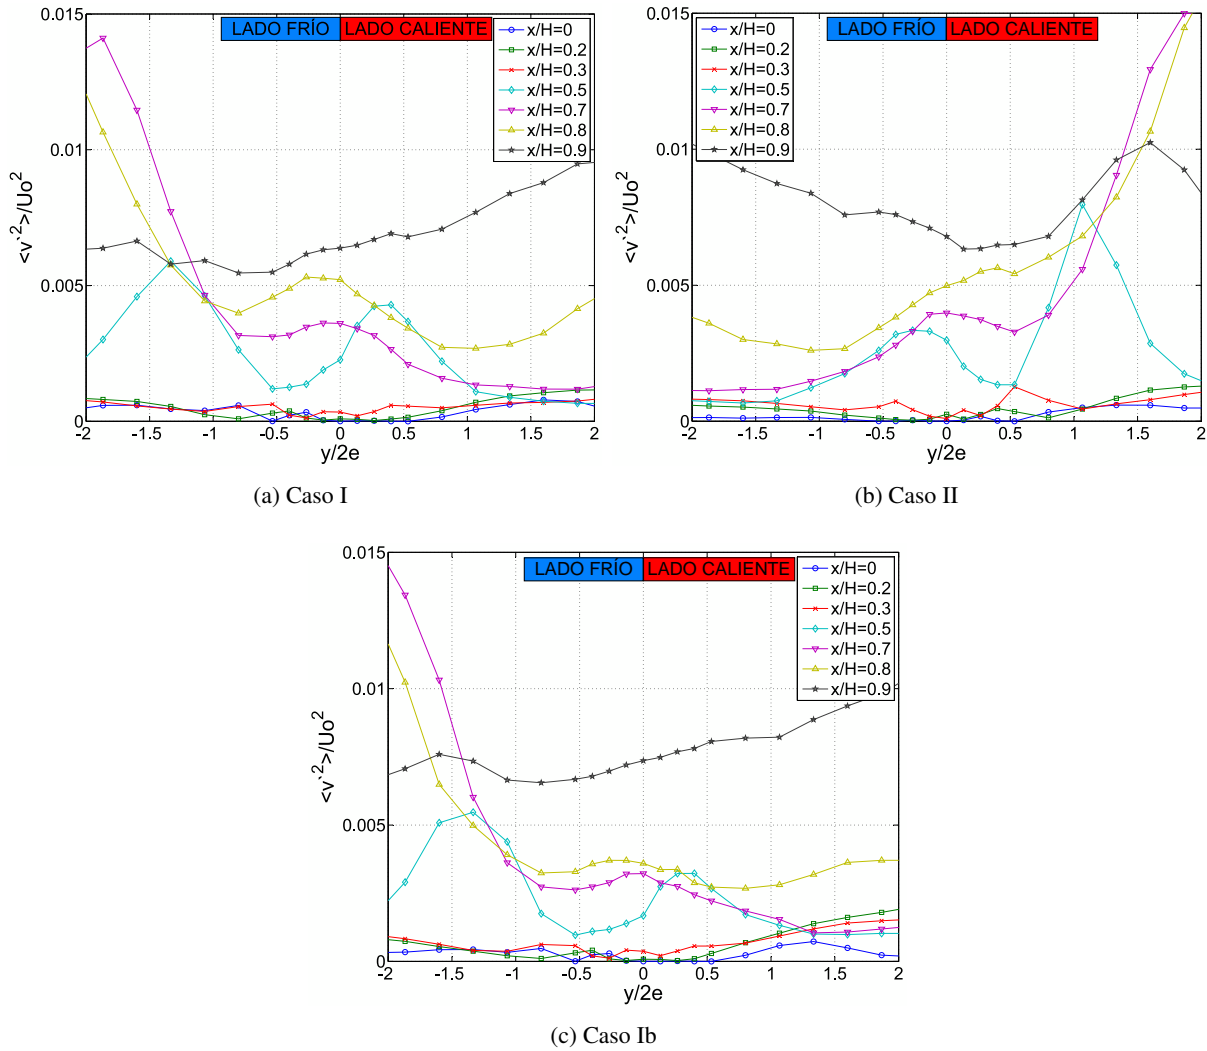 0.015
0.01
0.005
0
<v`²>/Uo²
LADO FRÍO LADO CALIENTE
x/H=0
x/H=0.2
x/H=0.3
x/H=0.5
x/H=0.7
x/H=0.8
x/H=0.9
-2 -1.5 -1 -0.5 0 0.5 1 1.5 2
y/2e
(a) Caso I
0.015
0.01
0.005
0
<v`²>/Uo²
LADO FRÍO LADO CALIENTE
x/H=0
x/H=0.2
x/H=0.3
x/H=0.5
x/H=0.7
x/H=0.8
x/H=0.9
-2 -1.5 -1 -0.5 0 0.5 1 1.5 2
y/2e
(b) Caso II
0.015
0.01
0.005
0
<v`²>/Uo²
LADO FRÍO LADO CALIENTE
x/H=0
x/H=0.2
x/H=0.3
x/H=0.5
x/H=0.7
x/H=0.8
x/H=0.9
-2 -1.5 -1 -0.5 0 0.5 1 1.5 2
y/2e
(c) Caso Ib